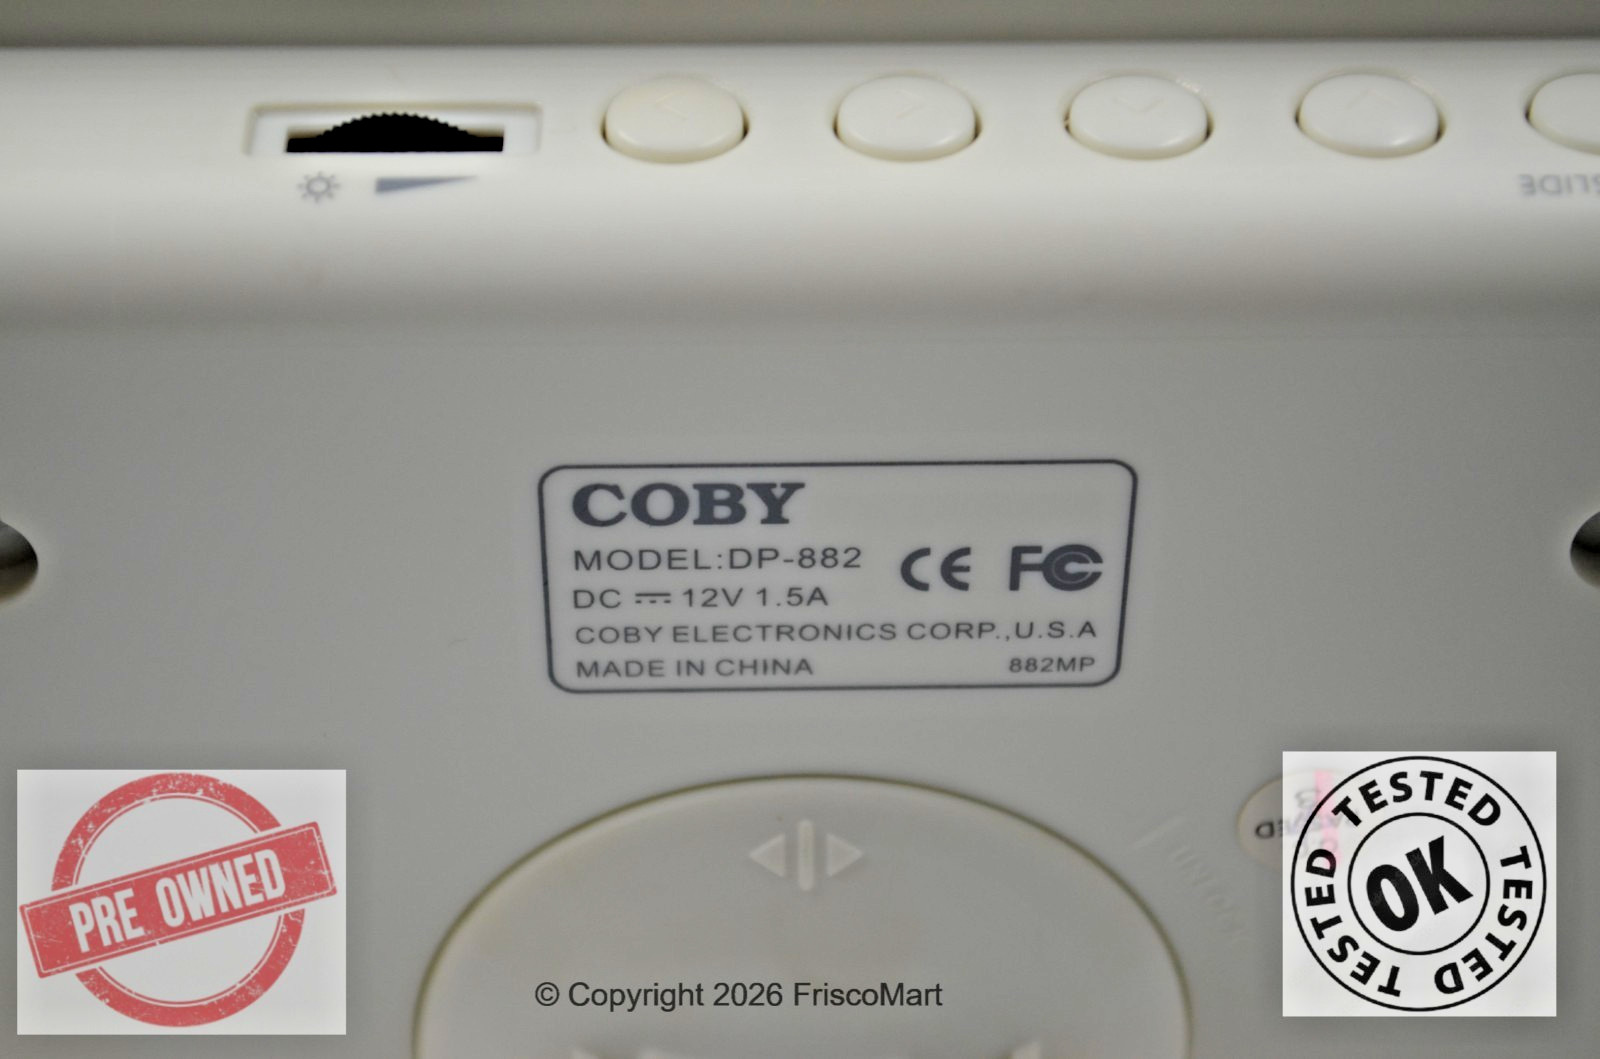 COBY
MODEL:DP-882
DC 12V 1.5A
CE FC
COBY ELECTRONICS CORP.,U.S.A
MADE IN CHINA
882MP
PRE OWNED
TESTED TESTED TESTED TESTED
OK
© Copyright 2026 FriscoMart